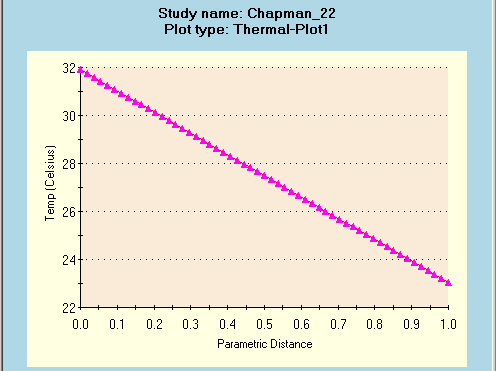 Study name: Chapman_22
Plot type: Thermal-Plot1
32
30
28
26
24
22
Temp (Celsius)
0.0 0.1 0.2 0.3 0.4 0.5 0.6 0.7 0.8 0.9 1.0
Parametric Distance